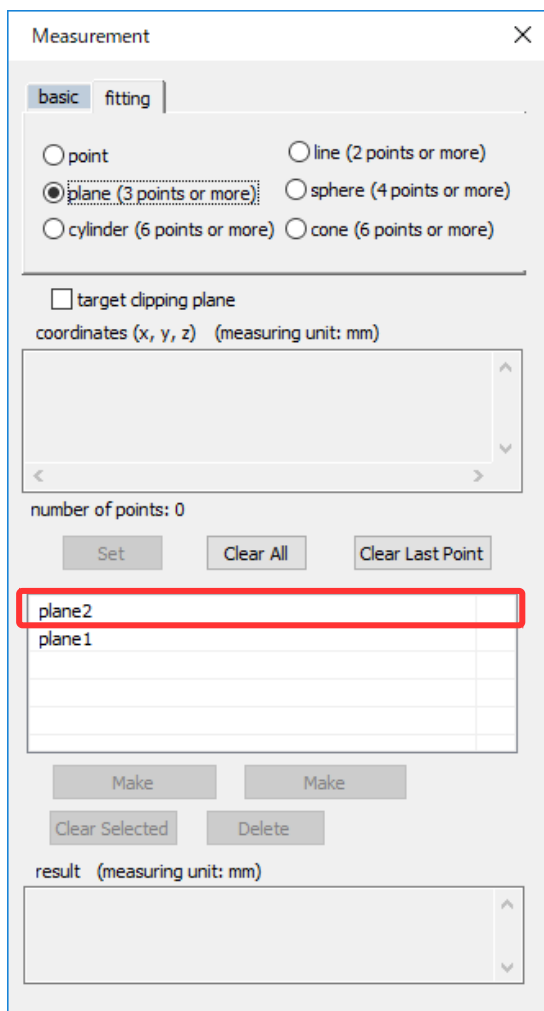 Measurement
basic fitting
point line (2 points or more)
plane (3 points or more) sphere (4 points or more)
cylinder (6 points or more) cone (6 points or more)
target clipping plane
coordinates (x, y, z) (measuring unit: mm)
number of points: 0
Set Clear All Clear Last Point
plane2
plane1
Make Make
Clear Selected Delete
result (measuring unit: mm)